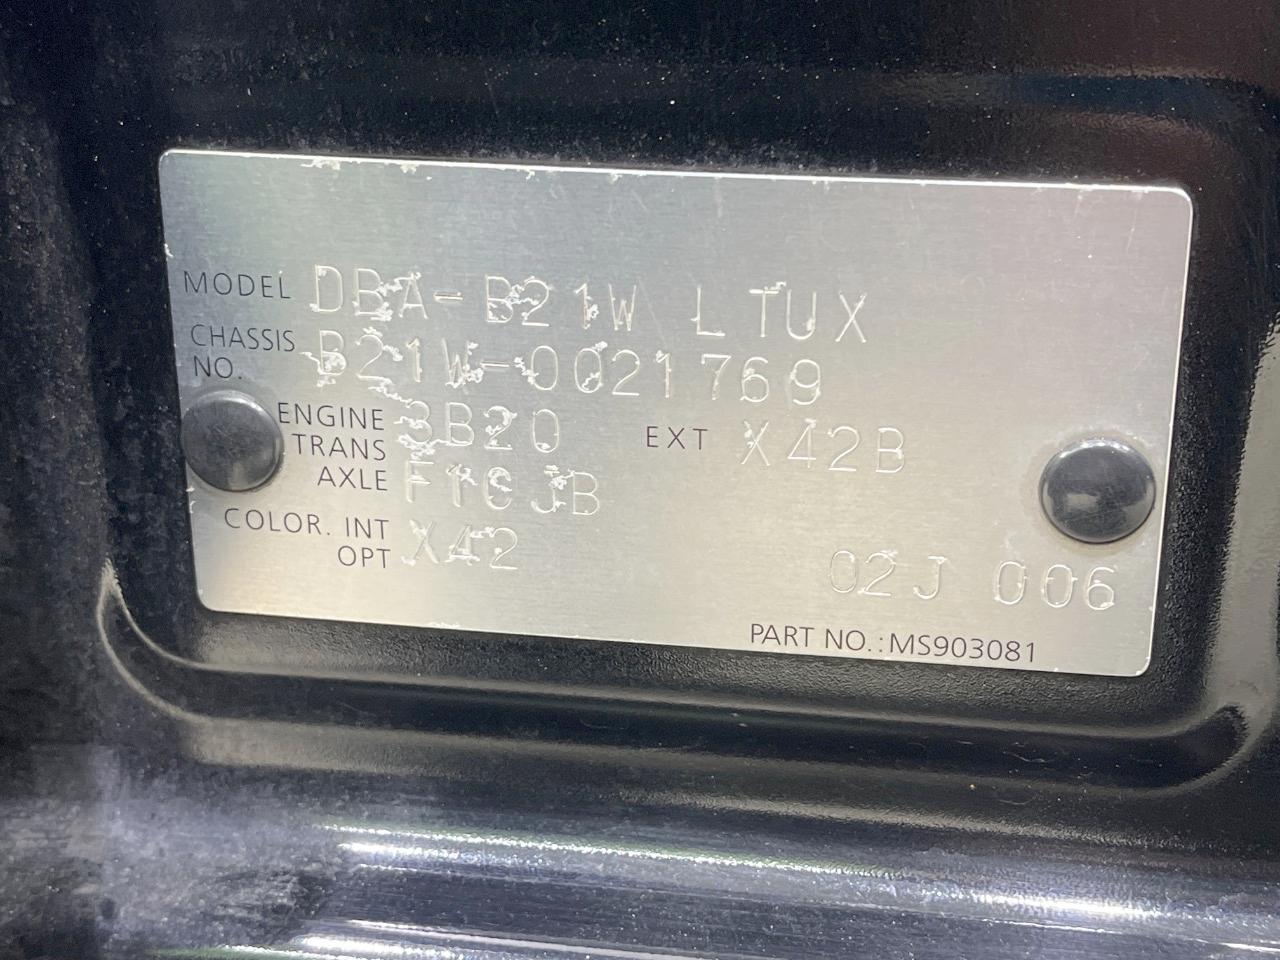 MODEL DBA-B21W LTUX
CHASSIS NO. B21W-0021769
ENGINE 3B20 EXT X42B
TRANS AXLE F1CJB
COLOR. INT OPT X42
02J 006
PART NO.:MS903081